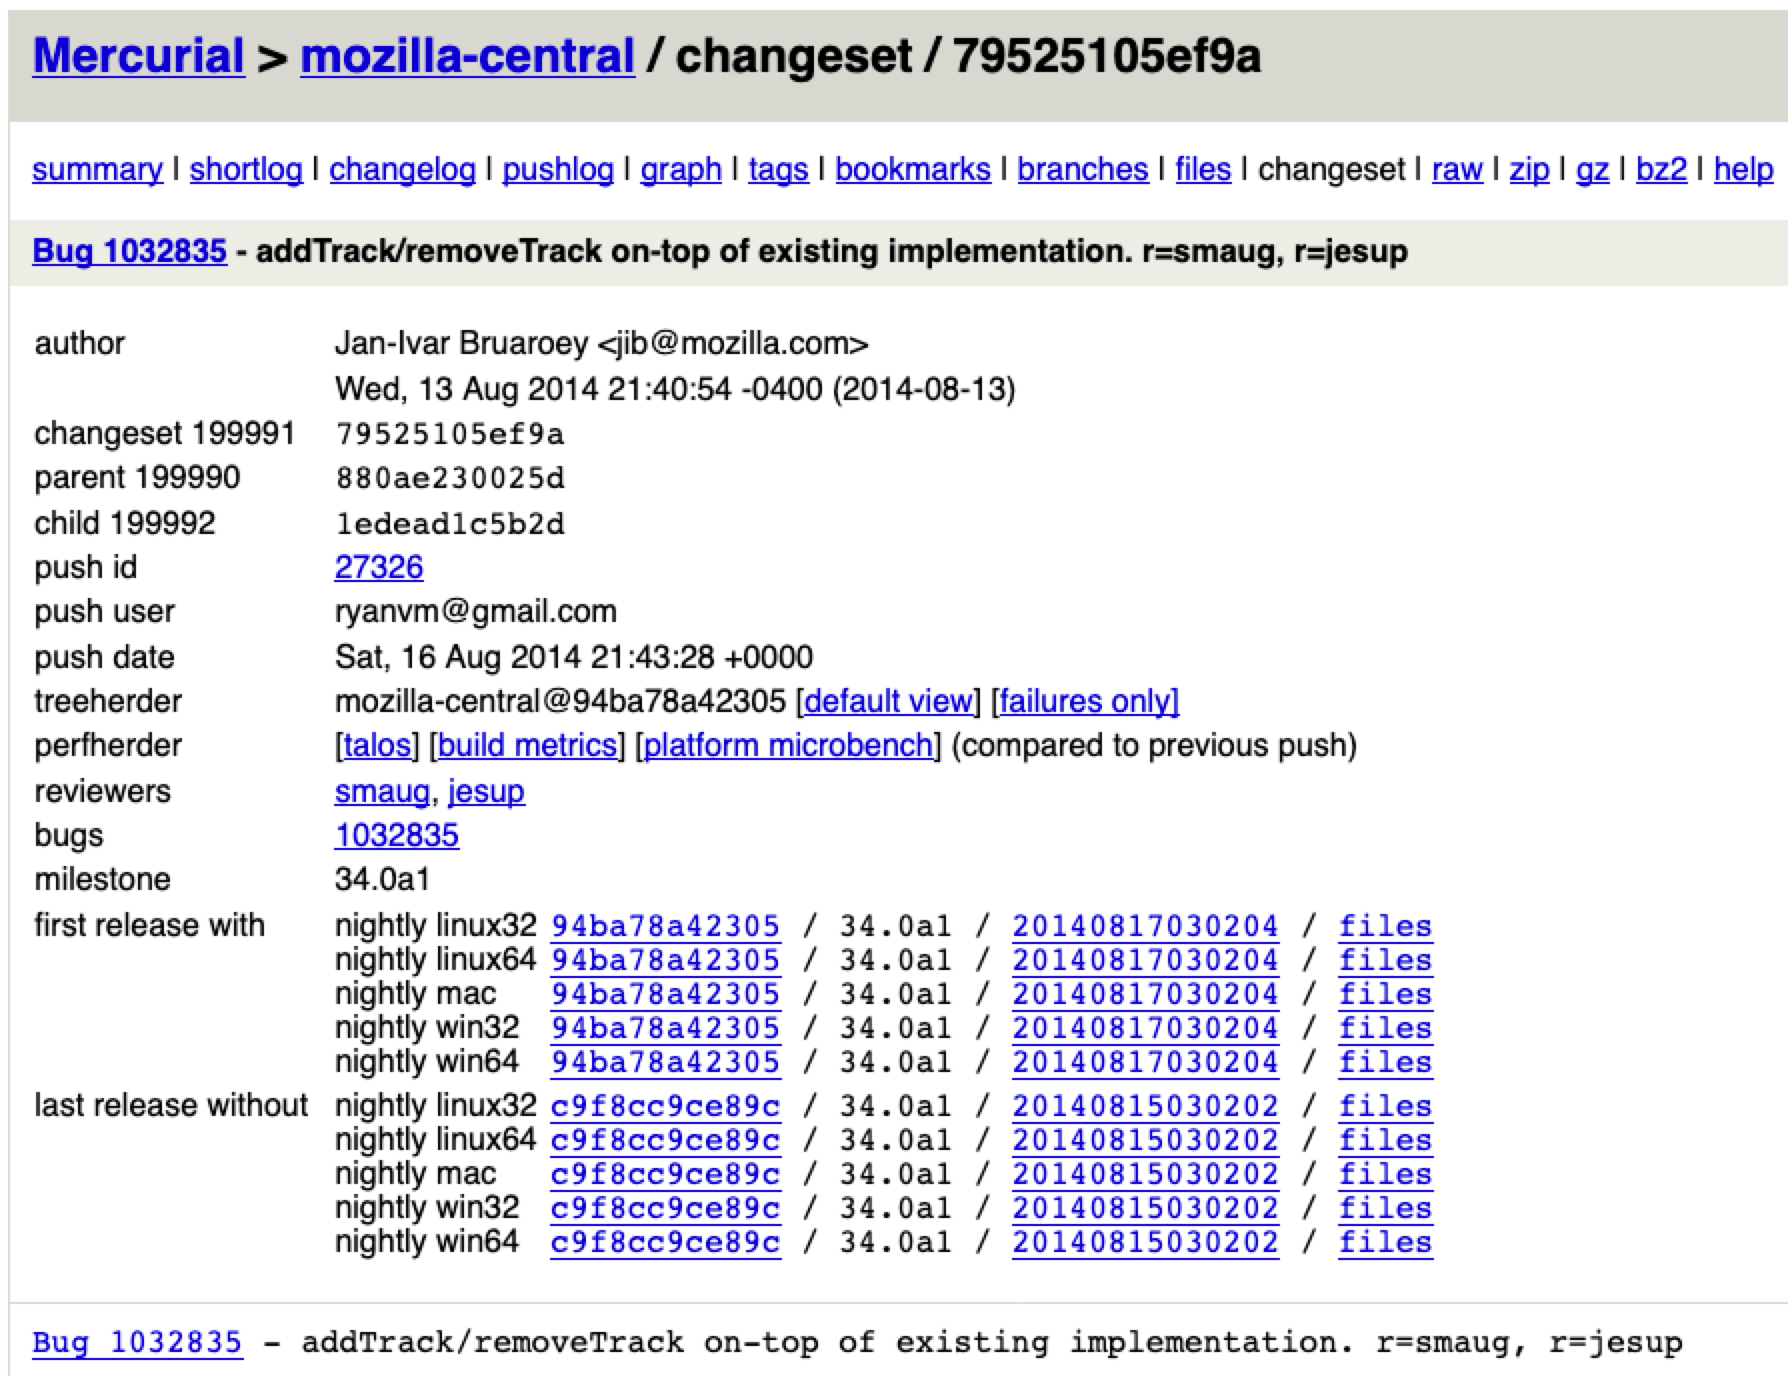 Mercurial > mozilla-central / changeset / 79525105ef9a
summary | shortlog | changelog | pushlog | graph | tags | bookmarks | branches | files | changeset | raw | zip | gz | bz2 | help
Bug 1032835 - addTrack/removeTrack on-top of existing implementation. r=smaug, r=jesup
author Jan-Ivar Bruaroey <jib@mozilla.com>
Wed, 13 Aug 2014 21:40:54 -0400 (2014-08-13)
changeset 199991 79525105ef9a
parent 199990 880ae230025d
child 199992 1edead1c5b2d
push id 27326
push user ryanvm@gmail.com
push date Sat, 16 Aug 2014 21:43:28 +0000
treeherder mozilla-central@94ba78a42305 [default view] [failures only]
perfherder [talos] [build metrics] [platform microbench] (compared to previous push)
reviewers smaug, jesup
bugs 1032835
milestone 34.0a1
first release with nightly linux32 94ba78a42305 / 34.0a1 / 20140817030204 / files
nightly linux64 94ba78a42305 / 34.0a1 / 20140817030204 / files
nightly mac 94ba78a42305 / 34.0a1 / 20140817030204 / files
nightly win32 94ba78a42305 / 34.0a1 / 20140817030204 / files
nightly win64 94ba78a42305 / 34.0a1 / 20140817030204 / files
last release without nightly linux32 c9f8cc9ce89c / 34.0a1 / 20140815030202 / files
nightly linux64 c9f8cc9ce89c / 34.0a1 / 20140815030202 / files
nightly mac c9f8cc9ce89c / 34.0a1 / 20140815030202 / files
nightly win32 c9f8cc9ce89c / 34.0a1 / 20140815030202 / files
nightly win64 c9f8cc9ce89c / 34.0a1 / 20140815030202 / files
Bug 1032835 - addTrack/removeTrack on-top of existing implementation. r=smaug, r=jesup